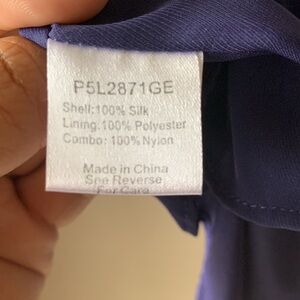 P5L2871GE
Shell:100% Silk
Lining:100% Polyester
Combo: 100% Nylon
Made in China
See Reverse
For Care